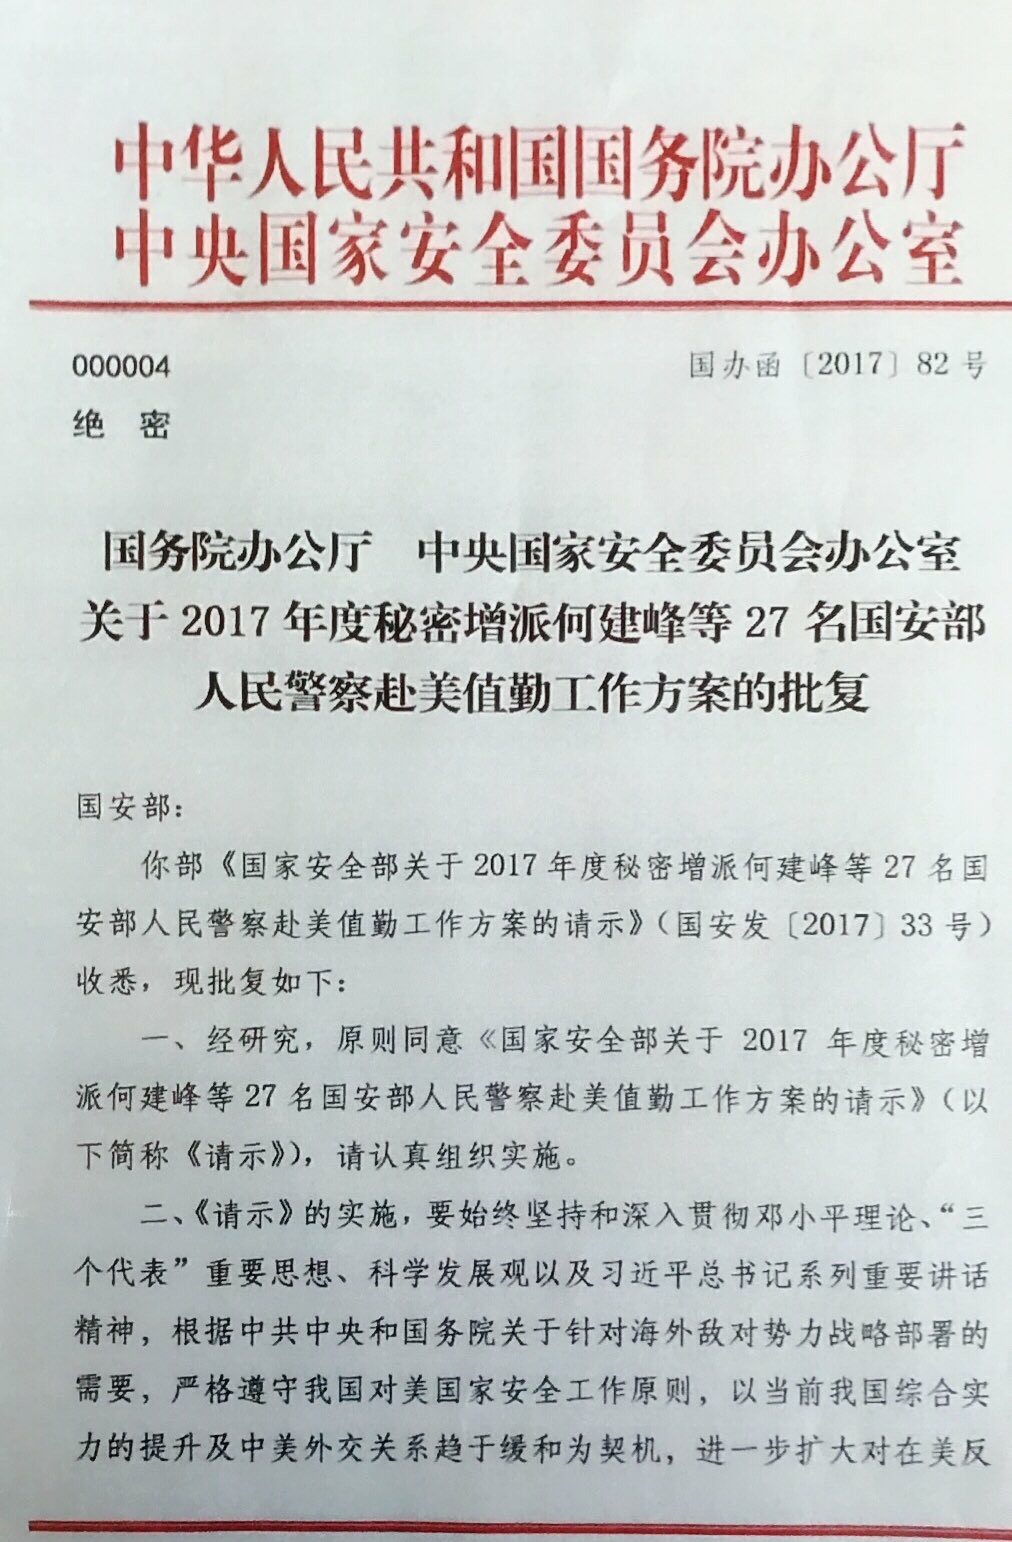 中华人民共和国国务院办公厅
中央国家安全委员会办公室
000004
国办函〔2017〕82 号
绝 密
国务院办公厅 中央国家安全委员会办公室
关于 2017 年度秘密增派何建峰等 27 名国安部
人民警察赴美值勤工作方案的批复
国安部：
你部《国家安全部关于 2017 年度秘密增派何建峰等 27 名国
安部人民警察赴美值勤工作方案的请示》（国安发〔2017〕33 号）
收悉，现批复如下：
一、经研究，原则同意《国家安全部关于 2017 年度秘密增
派何建峰等 27 名国安部人民警察赴美值勤工作方案的请示》（以
下简称《请示》），请认真组织实施。
二、《请示》的实施，要始终坚持和深入贯彻邓小平理论、“三
个代表”重要思想、科学发展观以及习近平总书记系列重要讲话
精神，根据中共中央和国务院关于针对海外敌对势力战略部署的
需要，严格遵守我国对美国家安全工作原则，以当前我国综合实
力的提升及中美外交关系趋于缓和为契机，进一步扩大对在美反